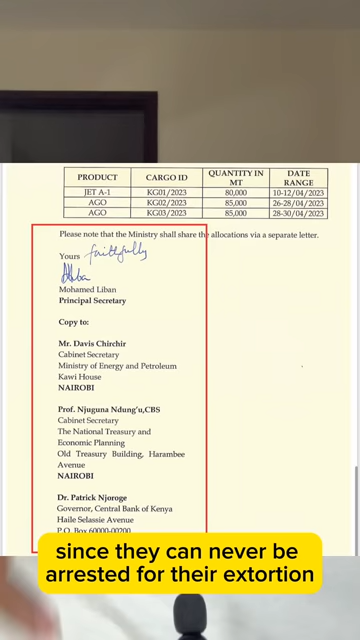 PRODUCT CARGO ID QUANTITY IN MT DATE RANGE
JET A-1 KG01/2023 80,000 10-12/04/2023
AGO KG02/2023 85,000 26-28/04/2023
AGO KG03/2023 85,000 28-30/04/2023
Please note that the Ministry shall share the allocations via a separate letter.
Yours faithfully
Mohamed Liban
Principal Secretary
Copy to:
Mr. Davis Chirchir
Cabinet Secretary
Ministry of Energy and Petroleum
Kawi House
NAIROBI
Prof. Njuguna Ndung'u,CBS
Cabinet Secretary
The National Treasury and
Economic Planning
Old Treasury Building, Harambee
Avenue
NAIROBI
Dr. Patrick Njoroge
Governor, Central Bank of Kenya
Haile Selassie Avenue
P.O. Box 60000-00200
since they can never be
arrested for their extortion